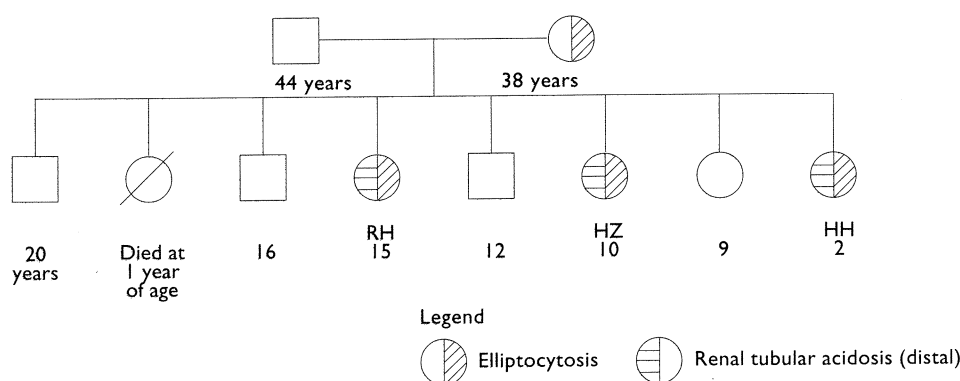 44 years
38 years
20
years
Died at
1 year
of age
16
RH
15
12
HZ
10
9
HH
2
Legend
Elliptocytosis
Renal tubular acidosis (distal)